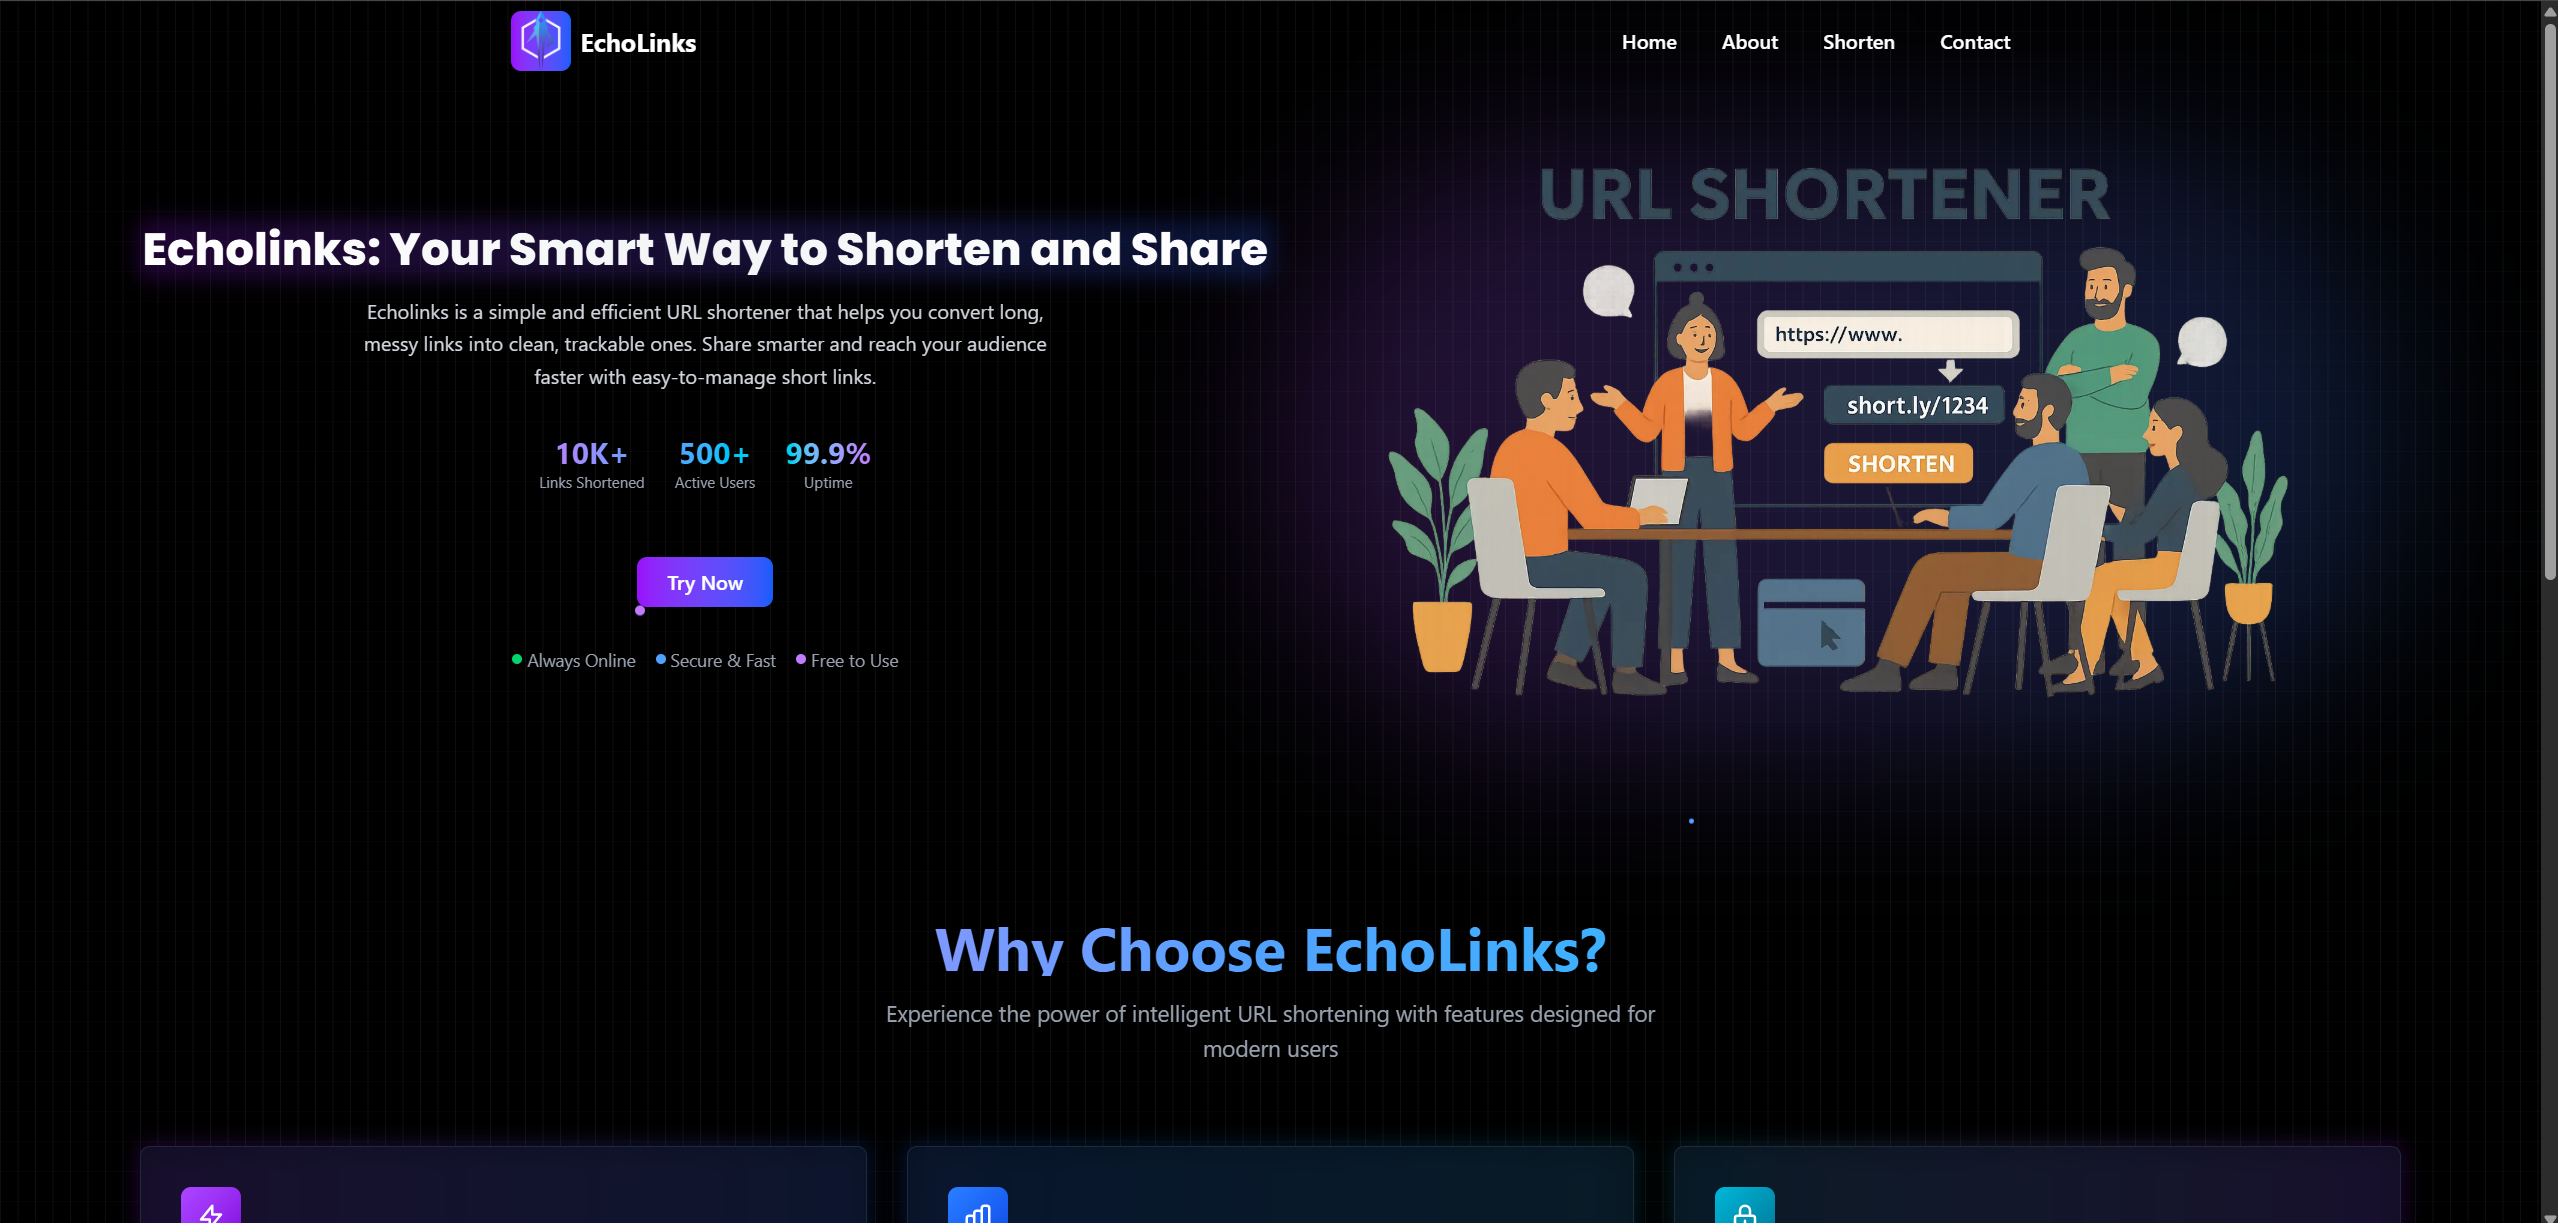 EchoLinks
Home About Shorten Contact
Echolinks: Your Smart Way to Shorten and Share
Echolinks is a simple and efficient URL shortener that helps you convert long,
messy links into clean, trackable ones. Share smarter and reach your audience
faster with easy-to-manage short links.
10K+ 500+ 99.9%
Links Shortened Active Users Uptime
Try Now
Always Online Secure & Fast Free to Use
URL SHORTENER
https://www.
short.ly/1234
SHORTEN
Why Choose EchoLinks?
Experience the power of intelligent URL shortening with features designed for
modern users